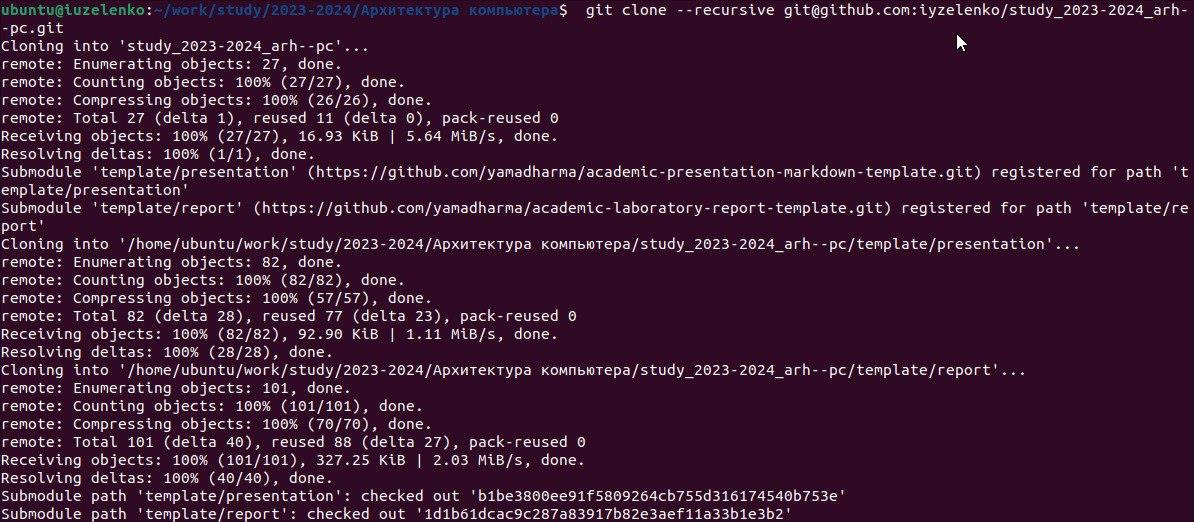 ubuntu@iuzelenko:~/work/study/2023-2024/Архитектура компьютера$  git clone --recursive git@github.com:iyzelenko/study_2023-2024_arh-
-pc.git
Cloning into 'study_2023-2024_arh--pc'...
remote: Enumerating objects: 27, done.
remote: Counting objects: 100% (27/27), done.
remote: Compressing objects: 100% (26/26), done.
remote: Total 27 (delta 1), reused 11 (delta 0), pack-reused 0
Receiving objects: 100% (27/27), 16.93 KiB | 5.64 MiB/s, done.
Resolving deltas: 100% (1/1), done.
Submodule 'template/presentation' (https://github.com/yamadharma/academic-presentation-markdown-template.git) registered for path 't
emplate/presentation'
Submodule 'template/report' (https://github.com/yamadharma/academic-laboratory-report-template.git) registered for path 'template/re
port'
Cloning into '/home/ubuntu/work/study/2023-2024/Архитектура компьютера/study_2023-2024_arh--pc/template/presentation'...
remote: Enumerating objects: 82, done.
remote: Counting objects: 100% (82/82), done.
remote: Compressing objects: 100% (57/57), done.
remote: Total 82 (delta 28), reused 77 (delta 23), pack-reused 0
Receiving objects: 100% (82/82), 92.90 KiB | 1.11 MiB/s, done.
Resolving deltas: 100% (28/28), done.
Cloning into '/home/ubuntu/work/study/2023-2024/Архитектура компьютера/study_2023-2024_arh--pc/template/report'...
remote: Enumerating objects: 101, done.
remote: Counting objects: 100% (101/101), done.
remote: Compressing objects: 100% (70/70), done.
remote: Total 101 (delta 40), reused 88 (delta 27), pack-reused 0
Receiving objects: 100% (101/101), 327.25 KiB | 2.03 MiB/s, done.
Resolving deltas: 100% (40/40), done.
Submodule path 'template/presentation': checked out 'b1be3800ee91f5809264cb755d316174540b753e'
Submodule path 'template/report': checked out '1d1b61dcac9c287a83917b82e3aef11a33b1e3b2'